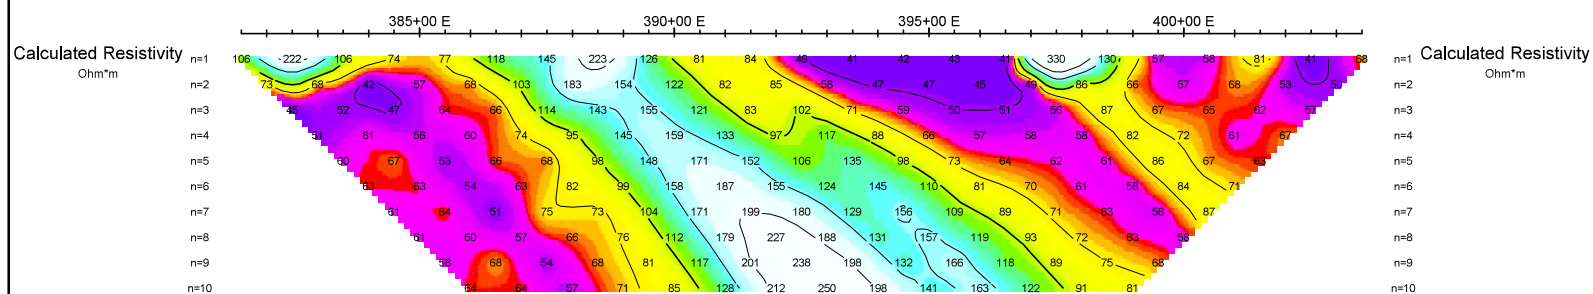 385+00 E 390+00 E 395+00 E 400+00 E
Calculated Resistivity
Ohm*m
Calculated Resistivity
Ohm*m
n=1 106 222 106 74 77 118 145 223 126 81 84 49 41 42 43 41 330 130 57 58 81 41 68 n=1
n=2 73 68 42 57 68 103 183 154 122 82 85 58 47 47 45 49 86 66 57 68 53 50 n=2
n=3 45 52 47 64 66 114 143 155 121 83 102 71 59 50 51 56 87 67 65 62 57 n=3
n=4 51 61 56 60 74 95 145 159 133 97 117 88 66 57 58 58 82 72 61 67 n=4
n=5 60 67 53 66 68 98 148 171 152 106 135 98 73 64 62 61 86 67 63 n=5
n=6 63 63 54 63 82 99 158 187 155 124 145 110 81 70 61 58 84 71 n=6
n=7 61 64 51 75 73 104 171 199 180 129 156 109 89 71 63 56 87 n=7
n=8 61 60 57 66 76 112 179 227 188 131 157 119 93 72 63 58 n=8
n=9 58 68 54 68 81 117 201 238 198 132 166 118 89 75 68 n=9
n=10 64 64 57 71 85 128 212 250 198 141 163 122 91 81 n=10